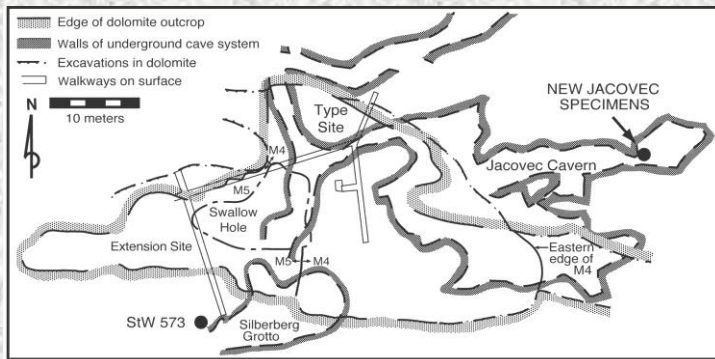 Edge of dolomite outcrop
Walls of underground cave system
Excavations in dolomite
Walkways on surface
N
10 meters
Type
Site
NEW JACOVEC
SPECIMENS
Jacovec Cavern
M4
M5
Swallow
Hole
Extension Site
M5
M4
Eastern
edge of
M4
StW 573
Silberberg
Grotto